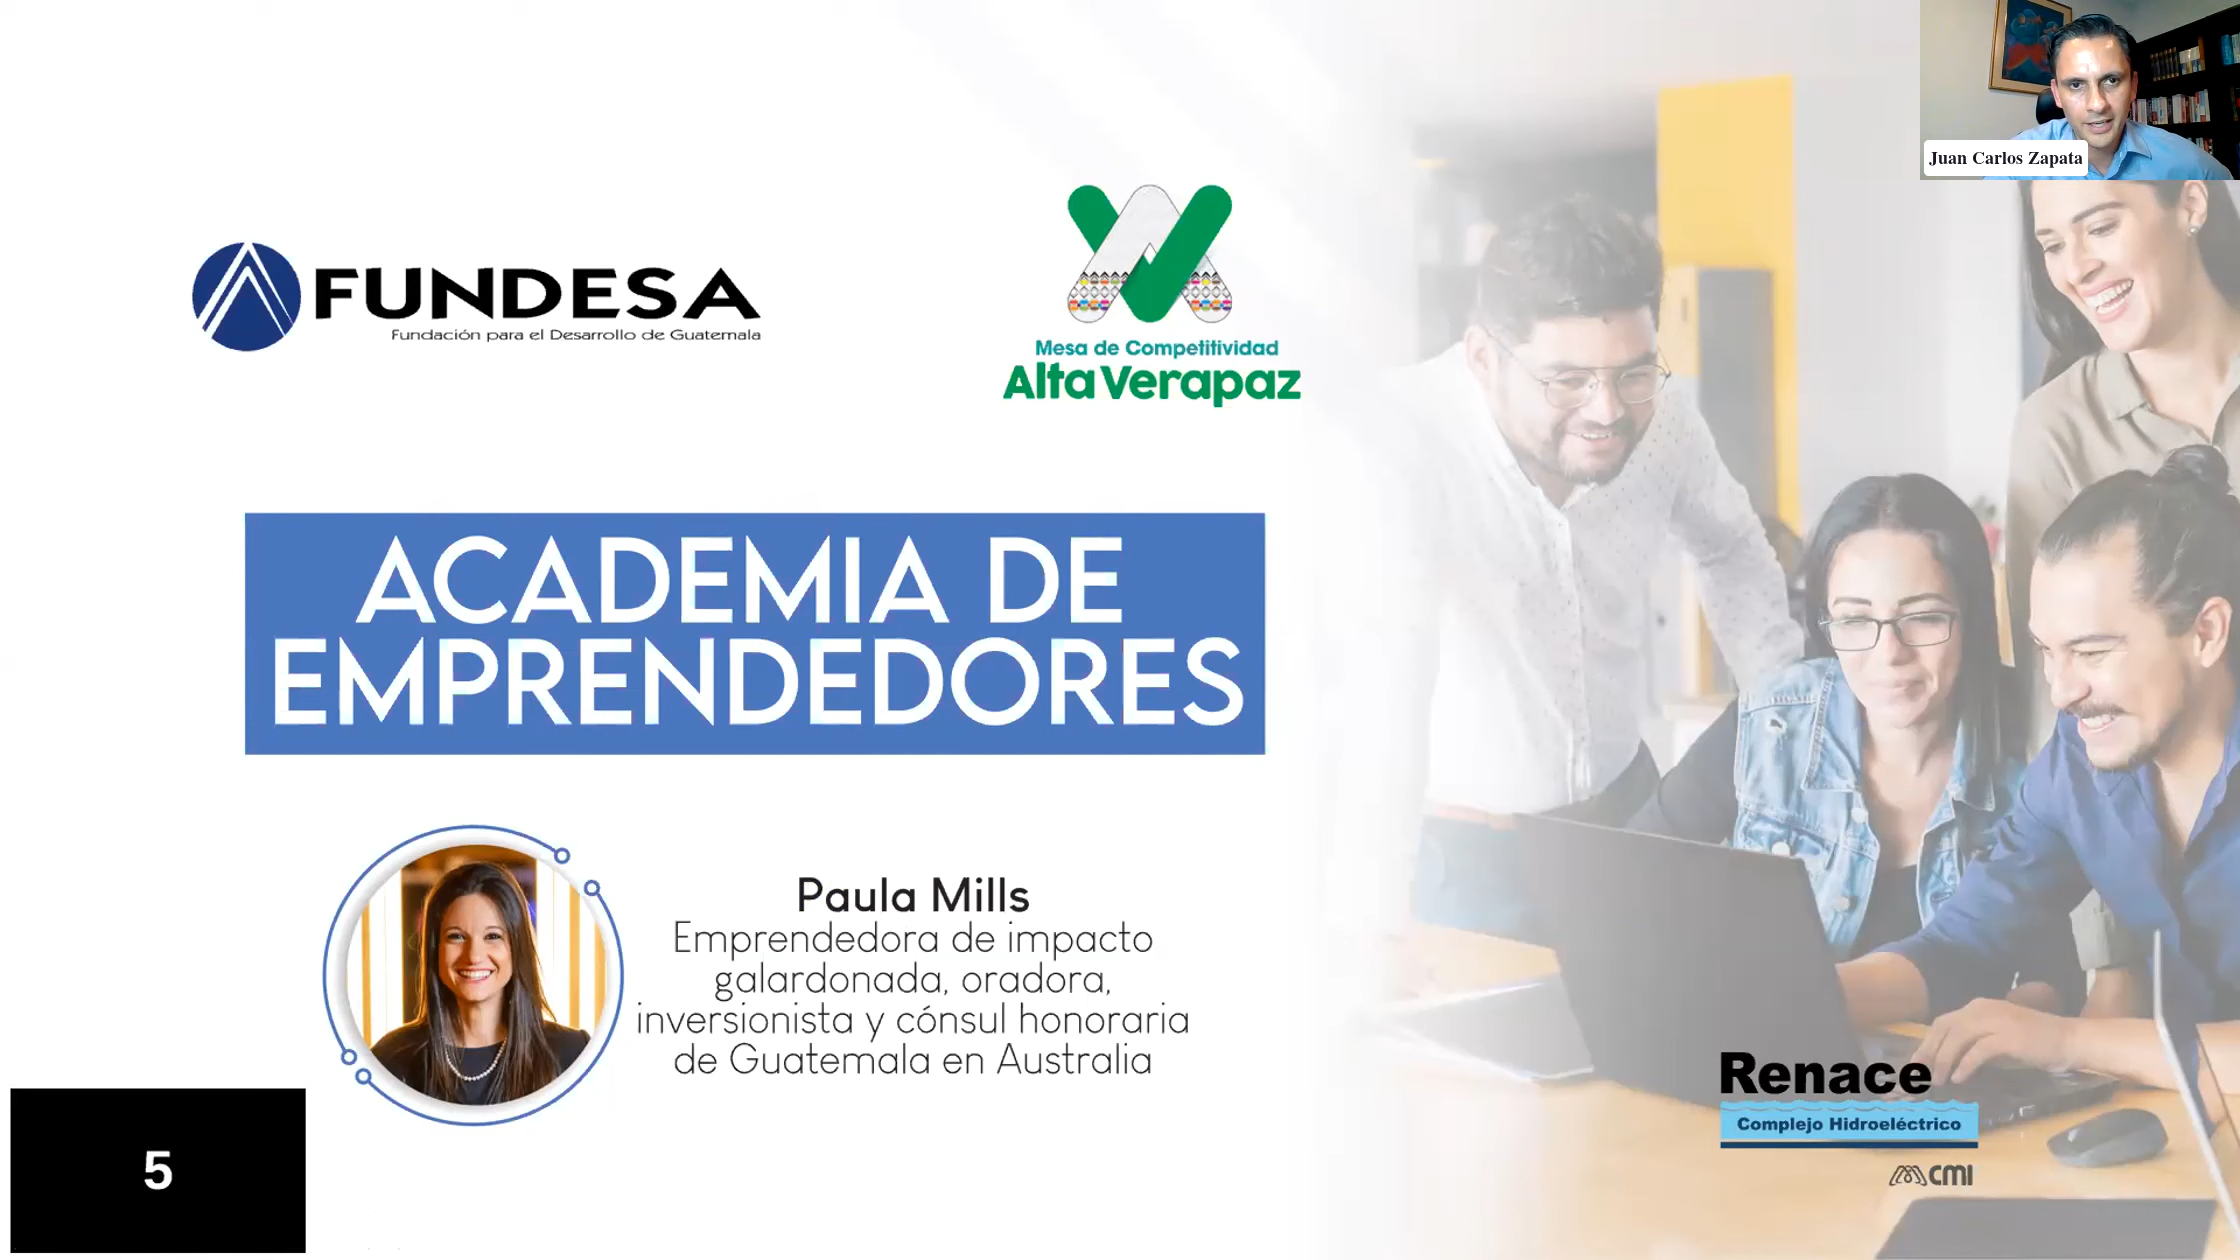 Juan Carlos Zapata
FUNDESA
Fundación para el Desarrollo de Guatemala
Mesa de Competitividad
Alta Verapaz
ACADEMIA DE
EMPRENDEDORES
Paula Mills
Emprendedora de impacto
galardonada, oradora,
inversionista y cónsul honoraria
de Guatemala en Australia
Renace
Complejo Hidroeléctrico
CMI
5